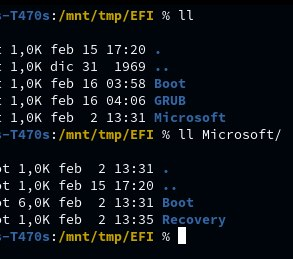 s-T470s:/mnt/tmp/EFI % ll
t 1,0K feb 15 17:20 .
t 1,0K dic 31  1969 ..
t 1,0K feb 16 03:58 Boot
t 1,0K feb 16 04:06 GRUB
t 1,0K feb  2 13:31 Microsoft
s-T470s:/mnt/tmp/EFI % ll Microsoft/
ot 1,0K feb  2 13:31 .
ot 1,0K feb 15 17:20 ..
ot 6,0K feb  2 13:31 Boot
ot 1,0K feb  2 13:35 Recovery
s-T470s:/mnt/tmp/EFI %